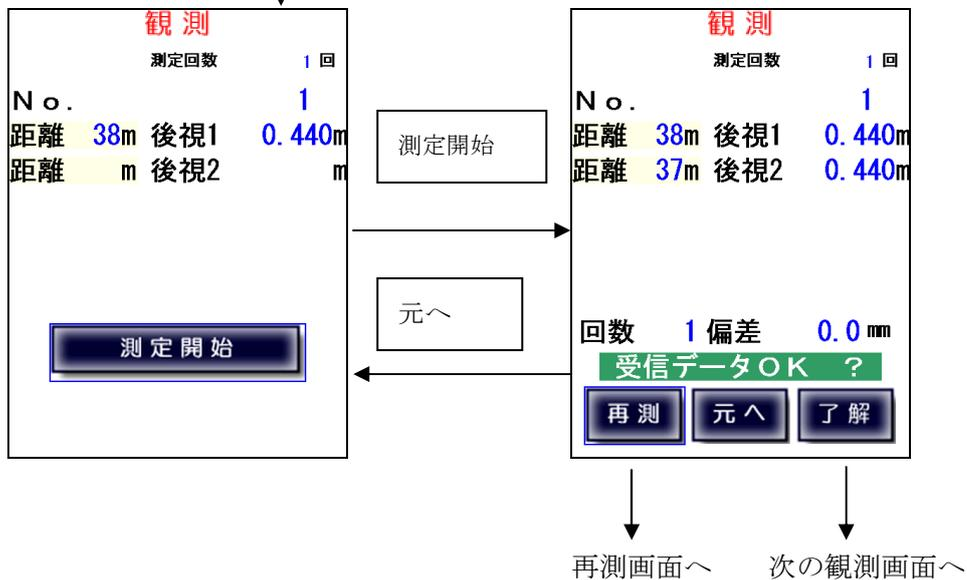 観測
測定回数 1 回
No. 1
距離 38m 後視1 0.440m
距離 m 後視2 m
測定開始
測定開始
元へ
観測
測定回数 1 回
No. 1
距離 38m 後視1 0.440m
距離 37m 後視2 0.440m
回数 1 偏差 0.0 mm
受信データOK ?
再測 元へ 了解
再測画面へ 次の観測画面へ